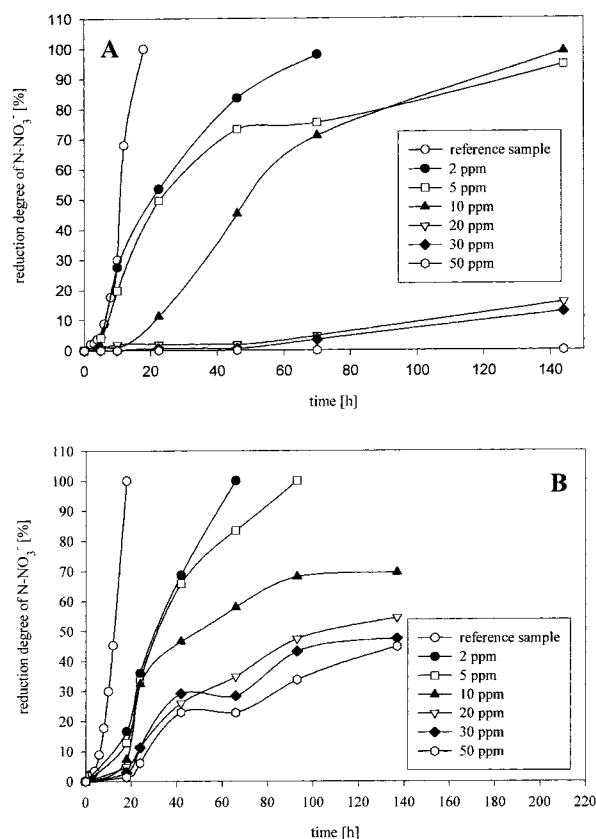 A
110
100
90
80
70
60
50
40
30
20
10
0
reduction degree of N-NO₃⁻ [%]
reference sample
2 ppm
5 ppm
10 ppm
20 ppm
30 ppm
50 ppm
0 20 40 60 80 100 120 140
time [h]
B
110
100
90
80
70
60
50
40
30
20
10
0
reduction degree of N-NO₃⁻ [%]
reference sample
2 ppm
5 ppm
10 ppm
20 ppm
30 ppm
50 ppm
0 20 40 60 80 100 120 140 160 180 200 220
time [h]